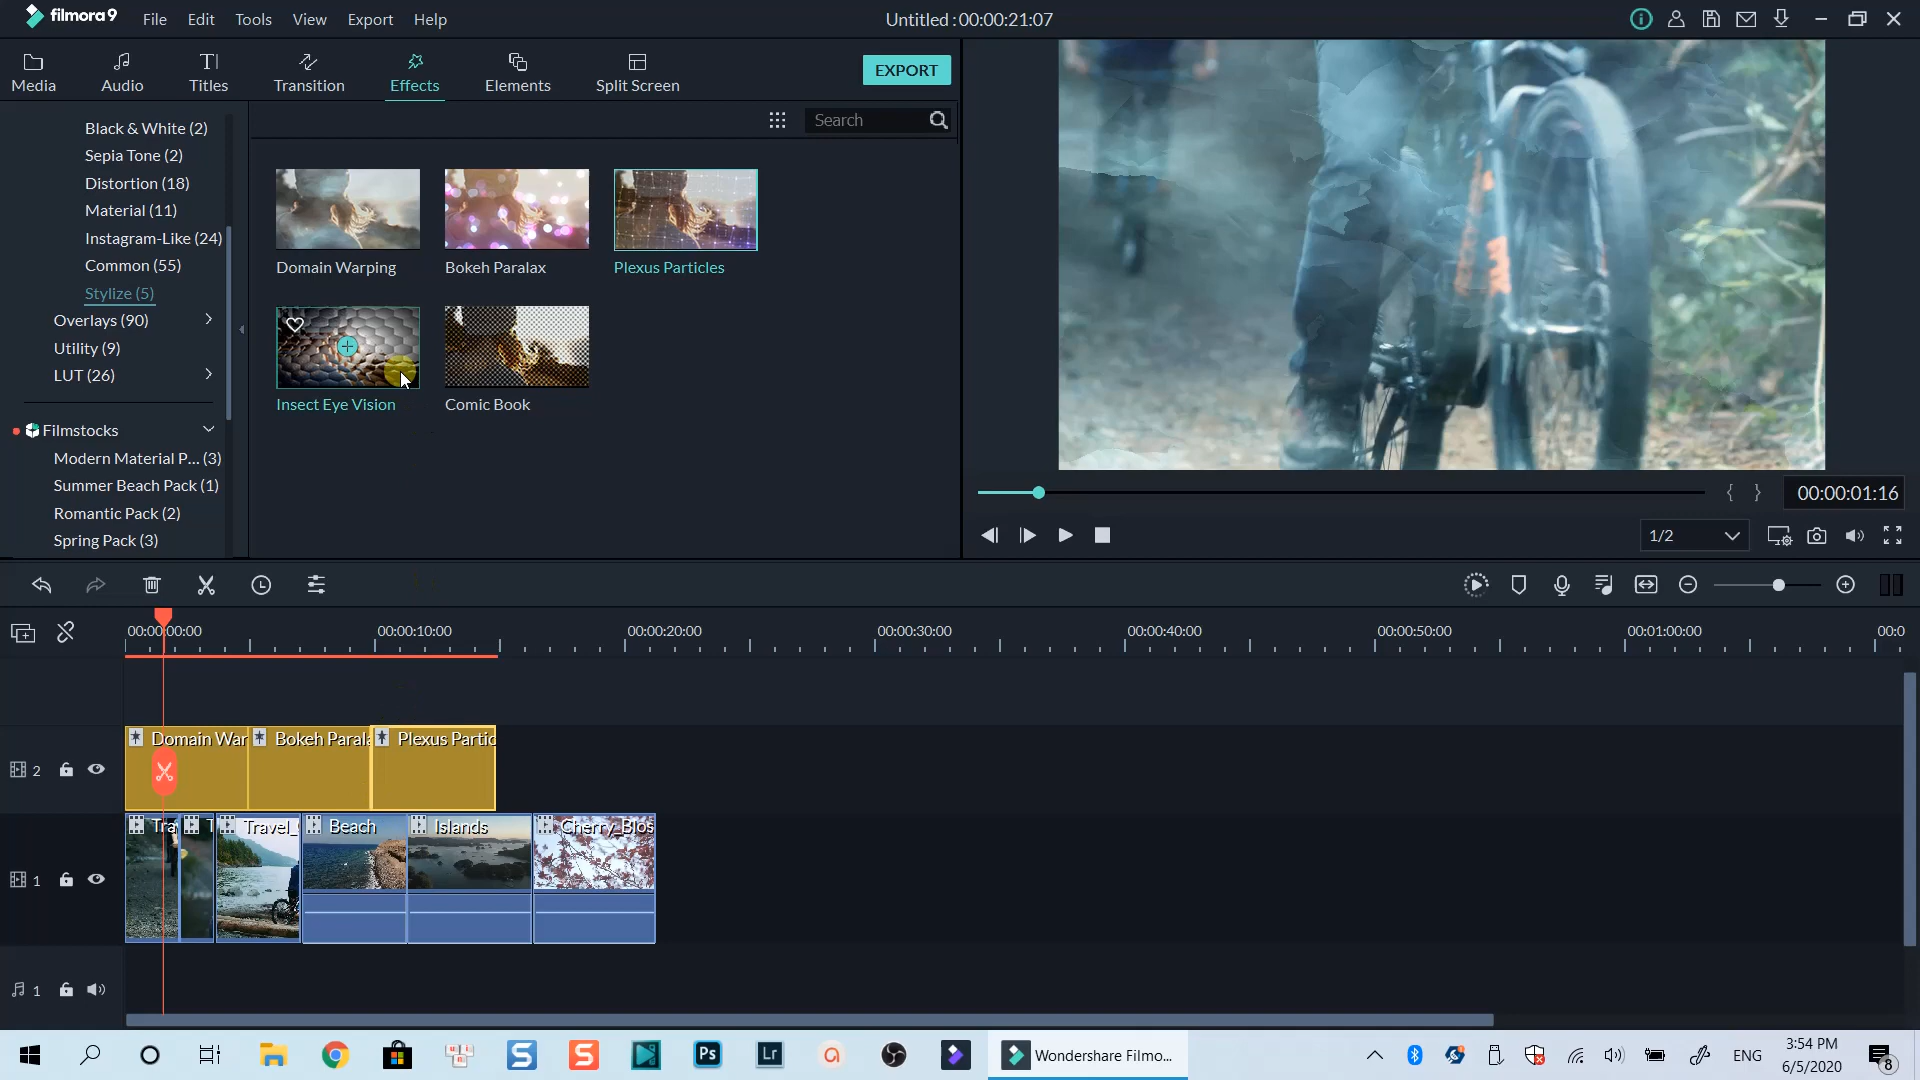 filmora9 File Edit Tools View Export Help Untitled : 00:00:21:07
Media Audio Titles Transition Effects Elements Split Screen EXPORT
Search
Black & White (2)
Sepia Tone (2)
Distortion (18)
Material (11)
Instagram-Like (24)
Common (55)
Stylize (5)
Overlays (90)
Utility (9)
LUT (26)
Filmstocks
Modern Material P... (3)
Summer Beach Pack (1)
Romantic Pack (2)
Spring Pack (3)
Domain Warping Bokeh Paralax Plexus Particles
Insect Eye Vision Comic Book
00:00:01:16
1/2
00:00:00:00 00:00:10:00 00:00:20:00 00:00:30:00 00:00:40:00 00:00:50:00 00:01:00:00 00:0
2 Domain War Bokeh Parala Plexus Partic
1 Tra T Travel_ Beach Islands Cherry_Blos
1
Ps Lr Wondershare Filmo... ENG 3:54 PM
6/5/2020 8